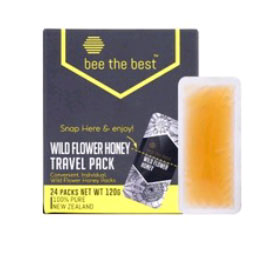 bee the best™
Snap Here & enjoy!
WILD FLOWER HONEY
TRAVEL PACK
Convenient Individual
Wild Flower Honey Packs
24 PACKS NET WT 120g
100% PURE
NEW ZEALAND
WILD FLOWER
HONEY